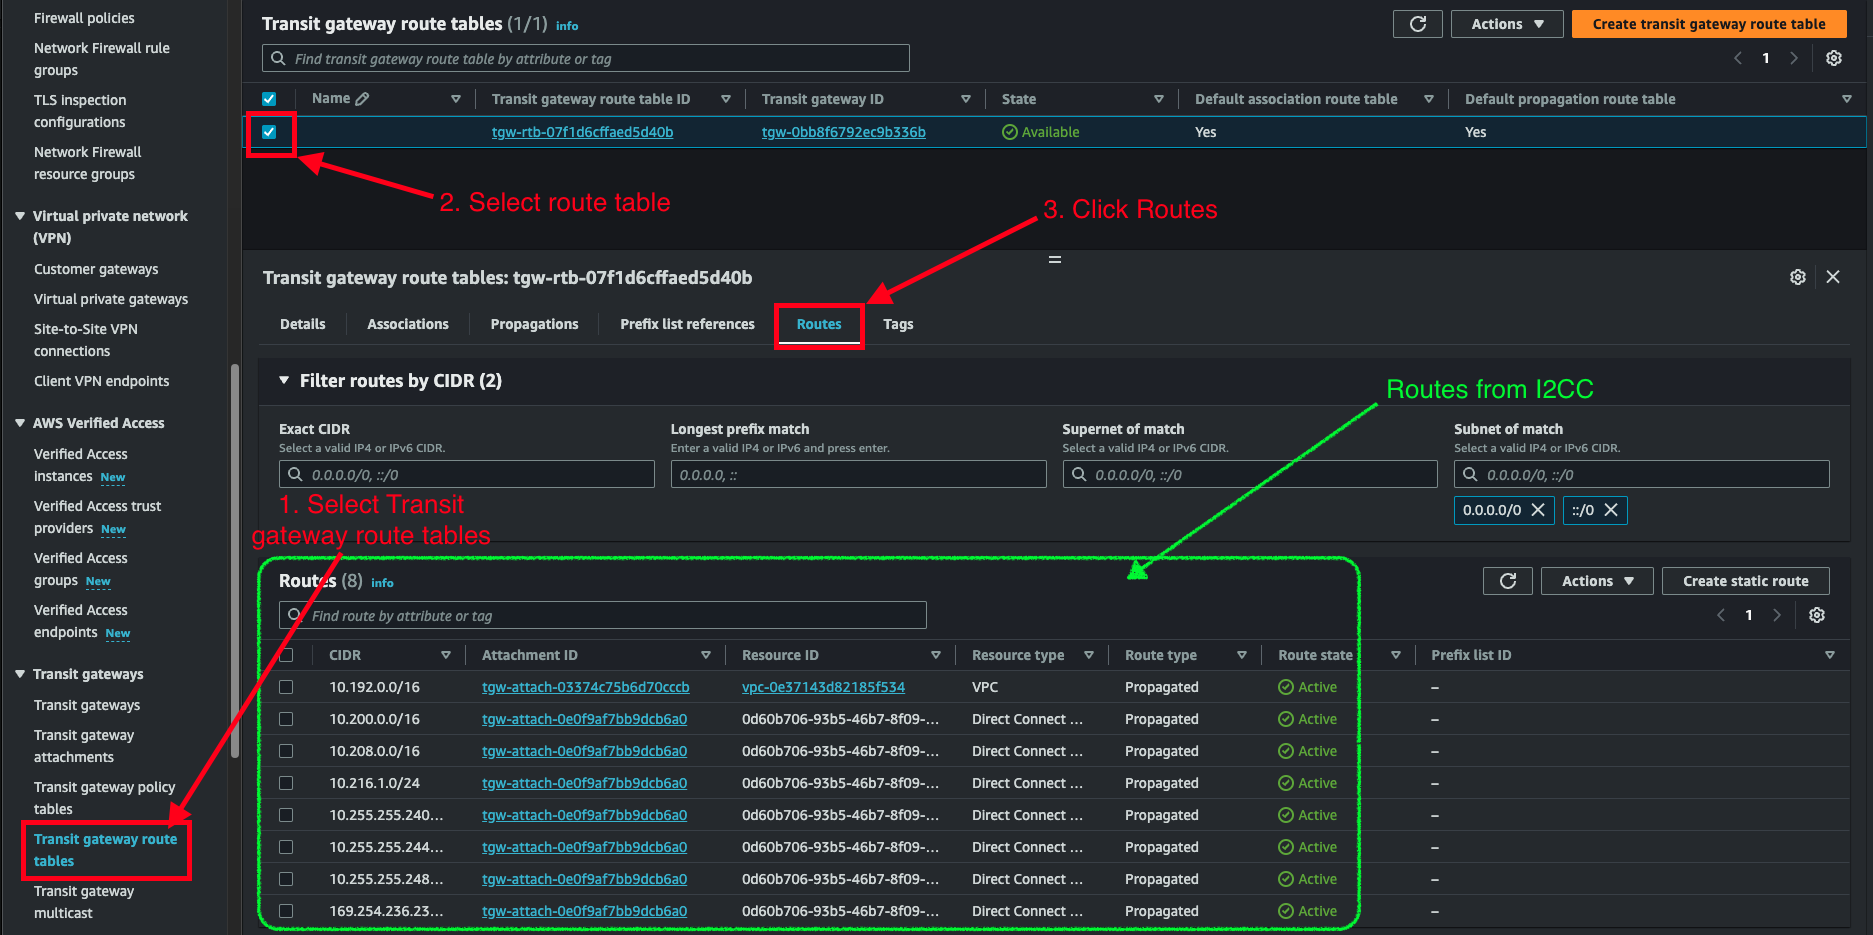 Firewall policies
Network Firewall rule
groups
TLS inspection
configurations
Network Firewall
resource groups
Virtual private network
(VPN)
Customer gateways
Virtual private gateways
Site-to-Site VPN
connections
Client VPN endpoints
AWS Verified Access
Verified Access
instances New
Verified Access trust
providers New
Verified Access
groups New
Verified Access
endpoints New
Transit gateways
Transit gateways
Transit gateway
attachments
Transit gateway policy
tables
Transit gateway route
tables
Transit gateway
multicast
Transit gateway route tables (1/1) info
Actions
Create transit gateway route table
Find transit gateway route table by attribute or tag
1
Name Transit gateway route table ID Transit gateway ID State Default association route table Default propagation route table
tgw-rtb-07f1d6cffaed5d40b tgw-0bb8f6792ec9b336b Available Yes Yes
2. Select route table
3. Click Routes
Transit gateway route tables: tgw-rtb-07f1d6cffaed5d40b
Details Associations Propagations Prefix list references Routes Tags
Filter routes by CIDR (2)
Routes from I2CC
Exact CIDR Longest prefix match Supernet of match Subnet of match
Select a valid IP4 or IPv6 CIDR. Enter a valid IP4 or IPv6 and press enter. Select a valid IP4 or IPv6 CIDR. Select a valid IP4 or IPv6 CIDR.
0.0.0.0/0, ::/0 0.0.0.0, :: 0.0.0.0/0, ::/0 0.0.0.0/0, ::/0
0.0.0.0/0 ::/0
1. Select Transit
gateway route tables
Routes (8) info
Actions
Create static route
Find route by attribute or tag
1
CIDR Attachment ID Resource ID Resource type Route type Route state Prefix list ID
10.192.0.0/16 tgw-attach-03374c75b6d70cccb vpc-0e37143d82185f534 VPC Propagated Active –
10.200.0.0/16 tgw-attach-0e0f9af7bb9dcb6a0 0d60b706-93b5-46b7-8f09-... Direct Connect ... Propagated Active –
10.208.0.0/16 tgw-attach-0e0f9af7bb9dcb6a0 0d60b706-93b5-46b7-8f09-... Direct Connect ... Propagated Active –
10.216.1.0/24 tgw-attach-0e0f9af7bb9dcb6a0 0d60b706-93b5-46b7-8f09-... Direct Connect ... Propagated Active –
10.255.255.240... tgw-attach-0e0f9af7bb9dcb6a0 0d60b706-93b5-46b7-8f09-... Direct Connect ... Propagated Active –
10.255.255.244... tgw-attach-0e0f9af7bb9dcb6a0 0d60b706-93b5-46b7-8f09-... Direct Connect ... Propagated Active –
10.255.255.248... tgw-attach-0e0f9af7bb9dcb6a0 0d60b706-93b5-46b7-8f09-... Direct Connect ... Propagated Active –
169.254.236.23... tgw-attach-0e0f9af7bb9dcb6a0 0d60b706-93b5-46b7-8f09-... Direct Connect ... Propagated Active –